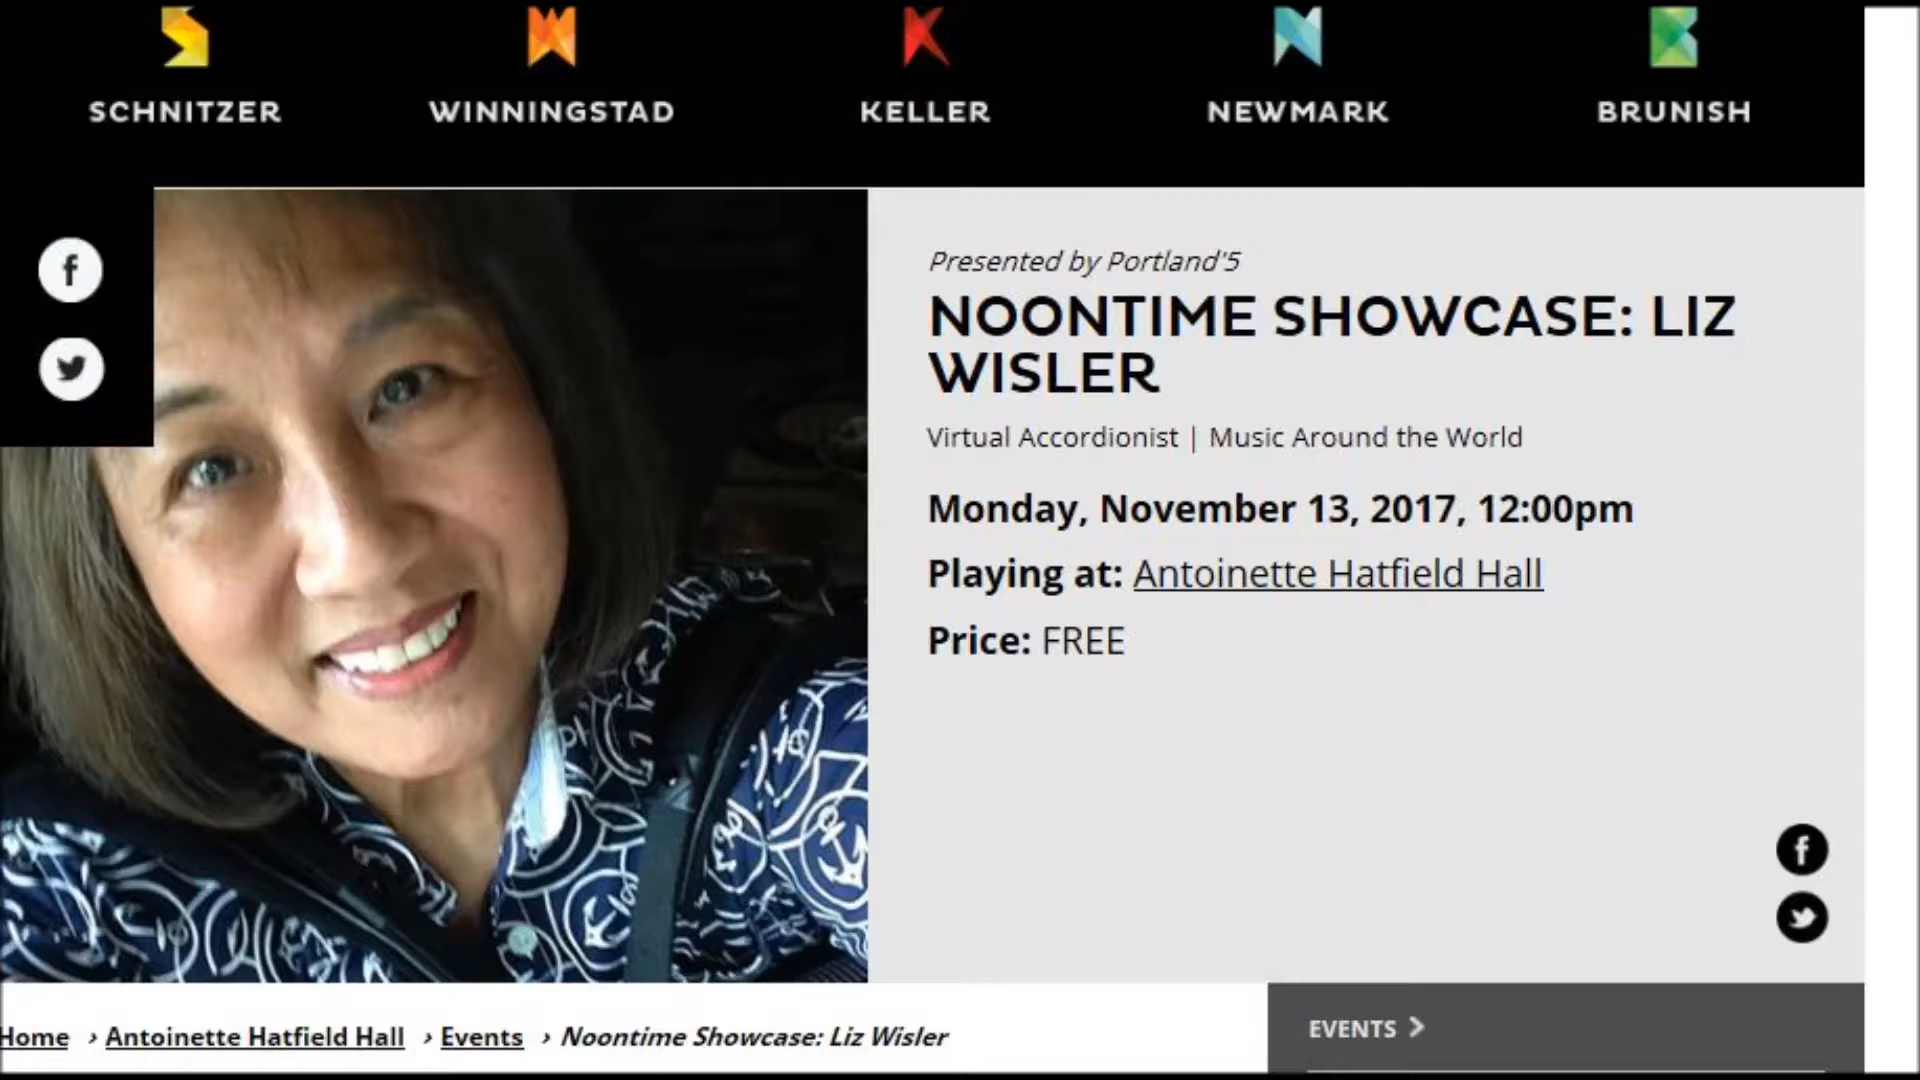 SCHNITZER
WINNINGSTAD
KELLER
NEWMARK
BRUNISH
Presented by Portland'5
NOONTIME SHOWCASE: LIZ
WISLER
Virtual Accordionist | Music Around the World
Monday, November 13, 2017, 12:00pm
Playing at: Antoinette Hatfield Hall
Price: FREE
Home › Antoinette Hatfield Hall › Events › Noontime Showcase: Liz Wisler
EVENTS